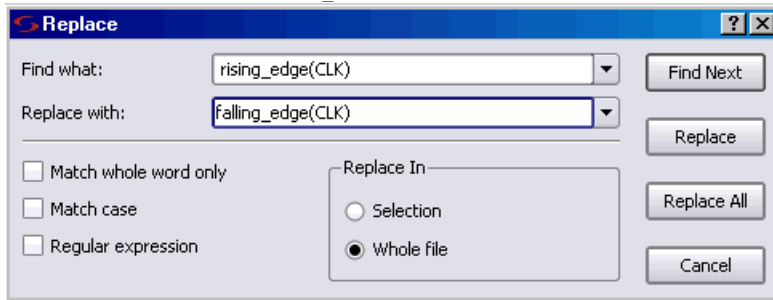 Replace
Find what: rising_edge(CLK) Find Next
Replace with: falling_edge(CLK) Replace
Match whole word only Replace In
Match case Selection Replace All
Regular expression Whole file
Cancel